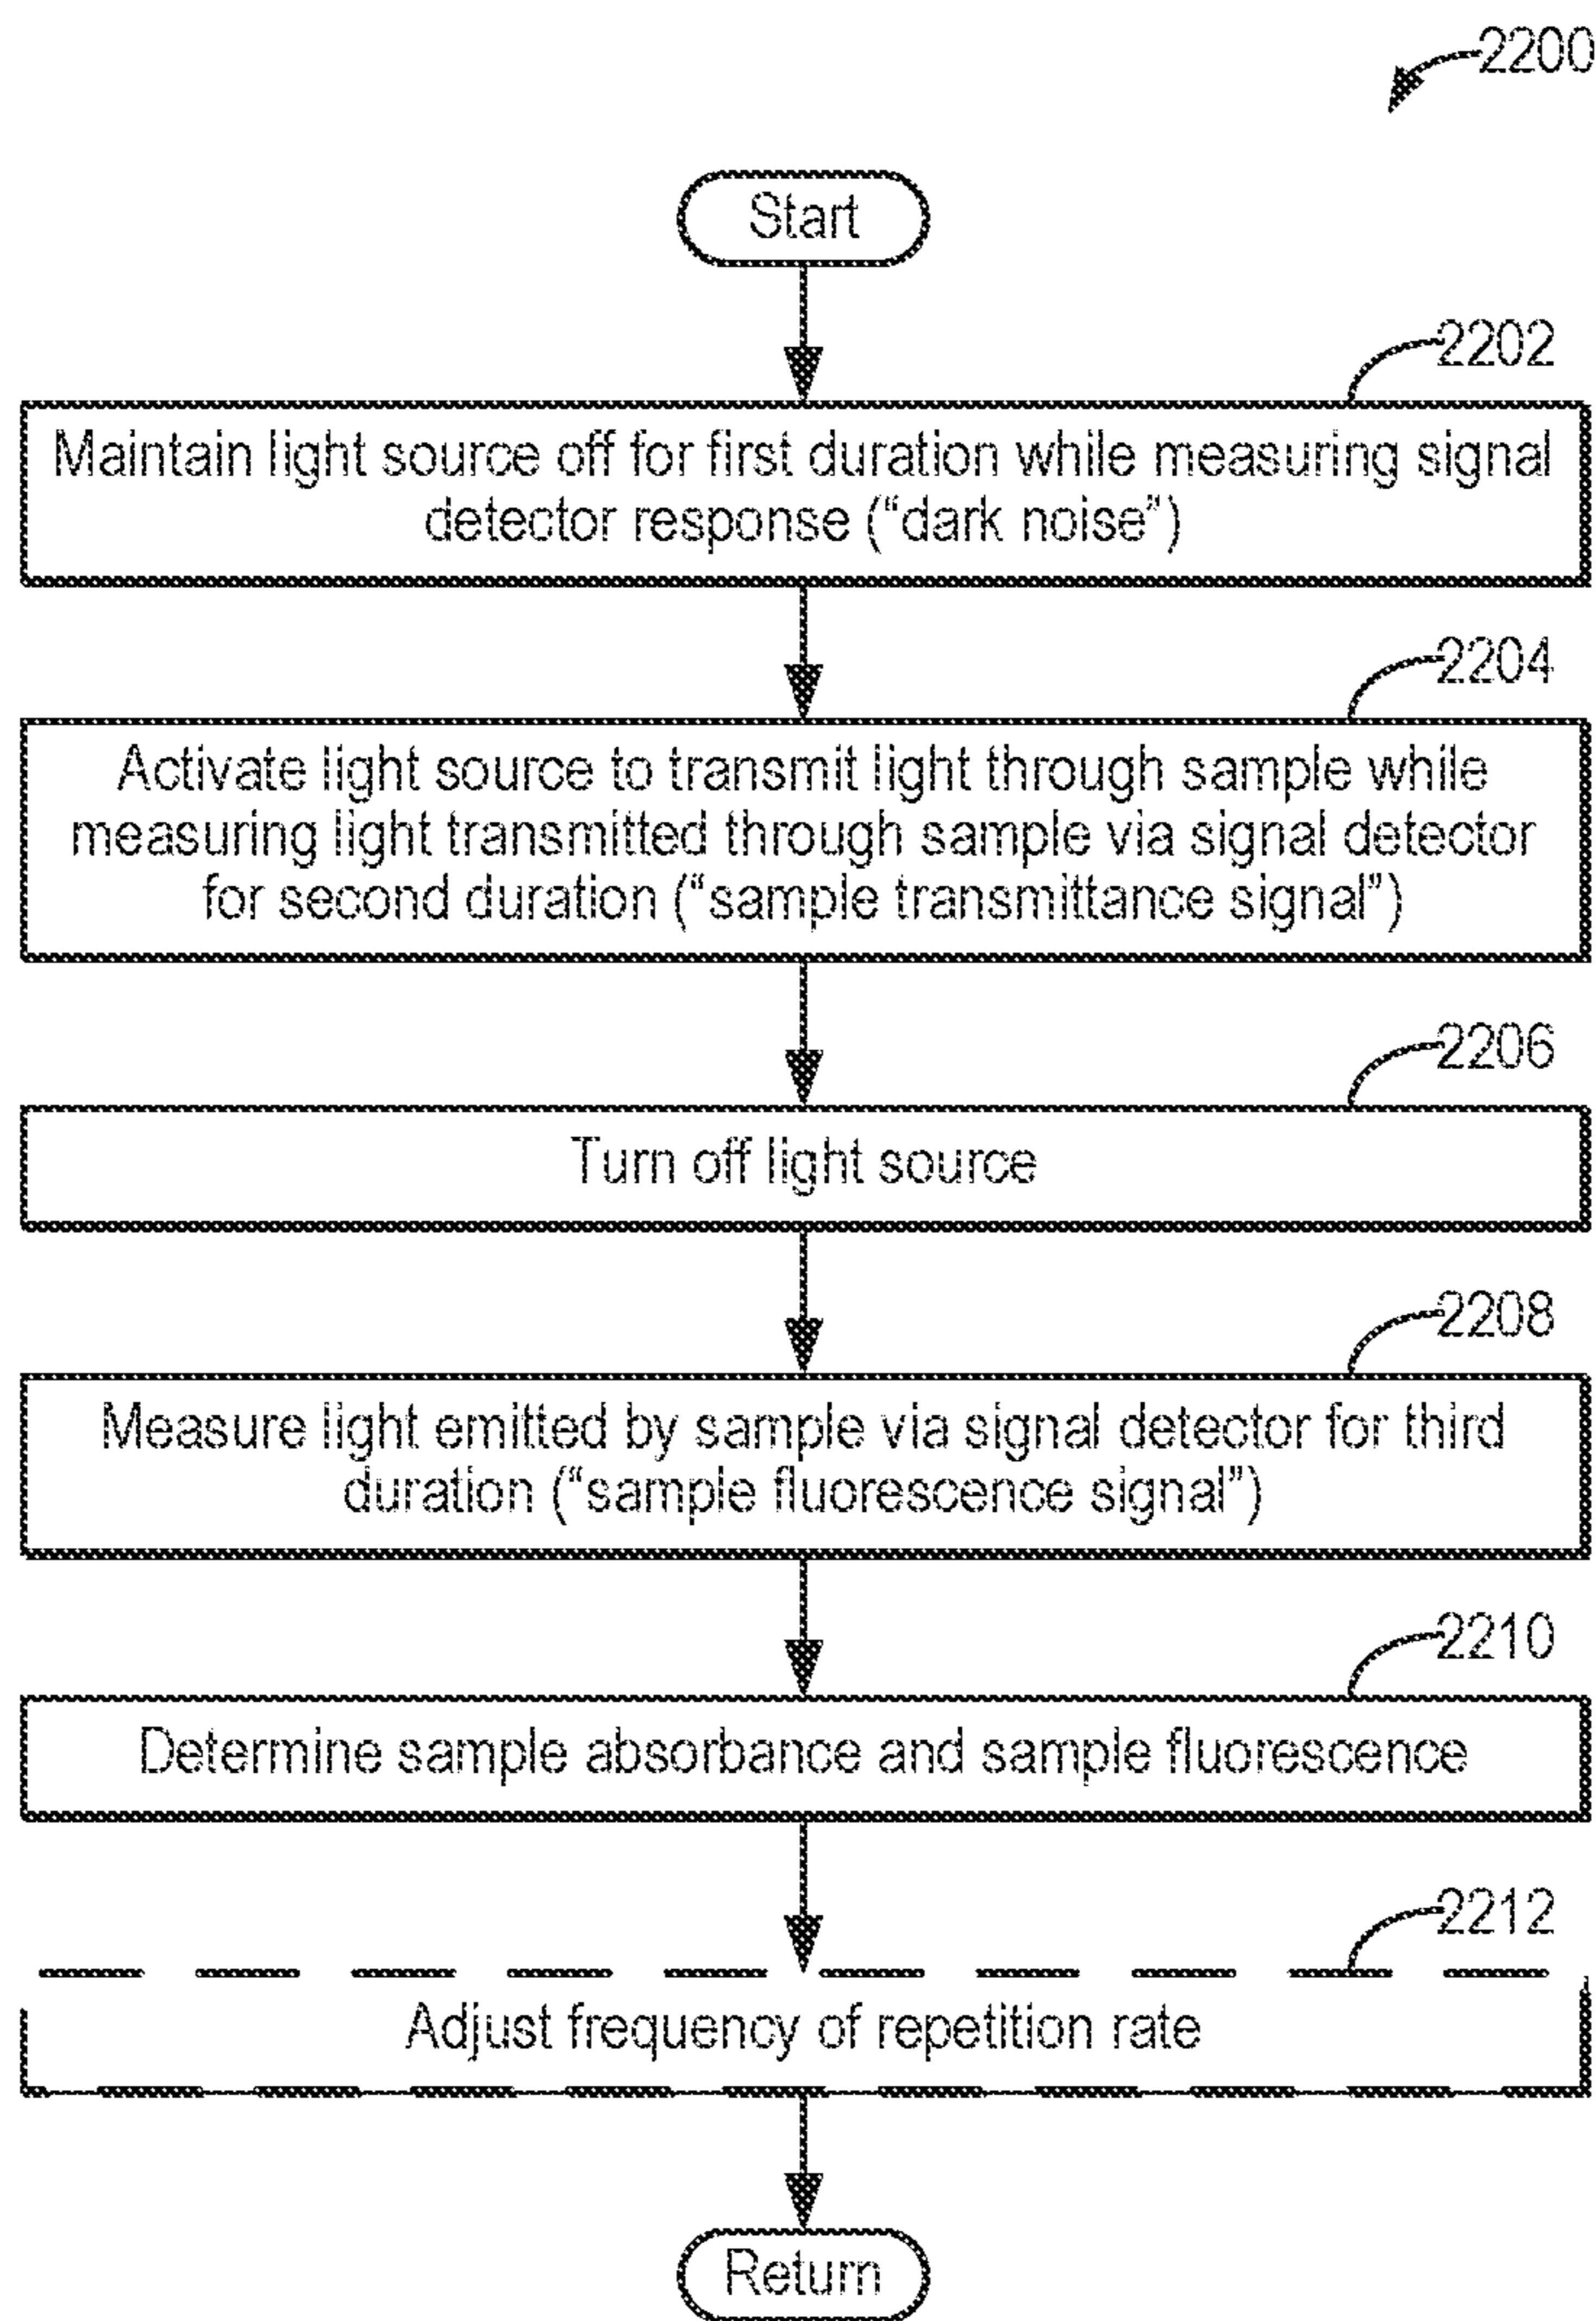 2200
Start
2202
Maintain light source off for first duration while measuring signal
detector response (“dark noise”)
2204
Activate light source to transmit light through sample while
measuring light transmitted through sample via signal detector
for second duration (“sample transmittance signal”)
2206
Turn off light source
2208
Measure light emitted by sample via signal detector for third
duration (“sample fluorescence signal”)
2210
Determine sample absorbance and sample fluorescence
2212
Adjust frequency of repetition rate
Return